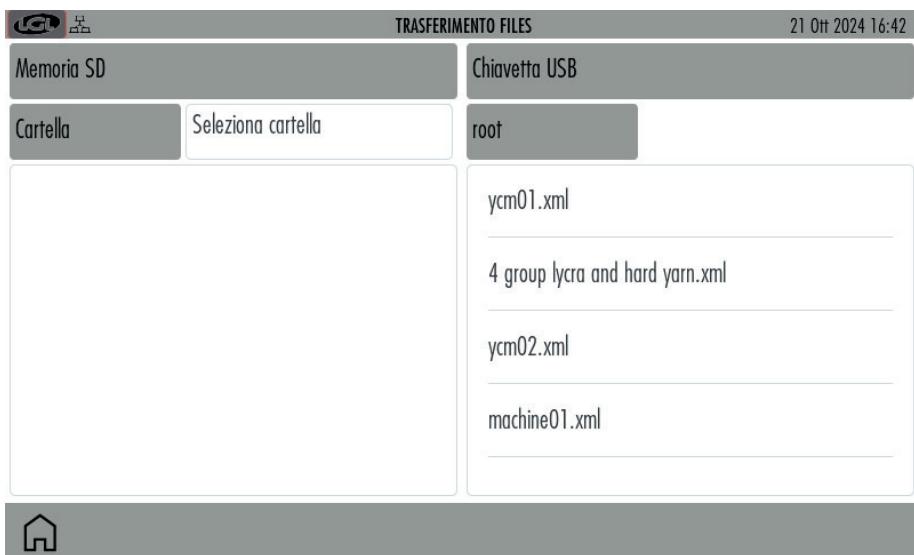 LGL
TRASFERIMENTO FILES
21 Ott 2024 16:42
Memoria SD
Chiavetta USB
Cartella
Seleziona cartella
root
ycm01.xml
4 group lycra and hard yarn.xml
ycm02.xml
machine01.xml